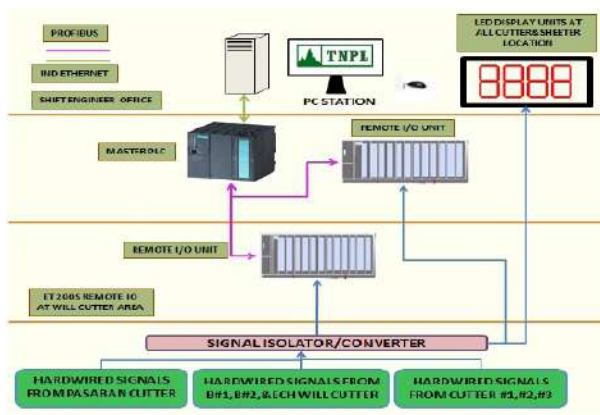 PROFIBUS
IND ETHERNET
SHIFT ENGINEER OFFICE
TNPL
PC STATION
LED DISPLAY UNITS AT
ALL CUTTER&SHEETER
LOCATION
8888
MASTER PLC
REMOTE I/O UNIT
REMOTE I/O UNIT
ET 200S REMOTE IO
AT WILL CUTTER AREA
SIGNAL ISOLATOR/CONVERTER
HARDWIRED SIGNALS
FROM PASABAN CUTTER
HARDWIRED SIGNALS FROM
B#1,B#2,&ECH WILL CUTTER
HARDWIRED SIGNALS
FROM CUTTER #1,#2,#3